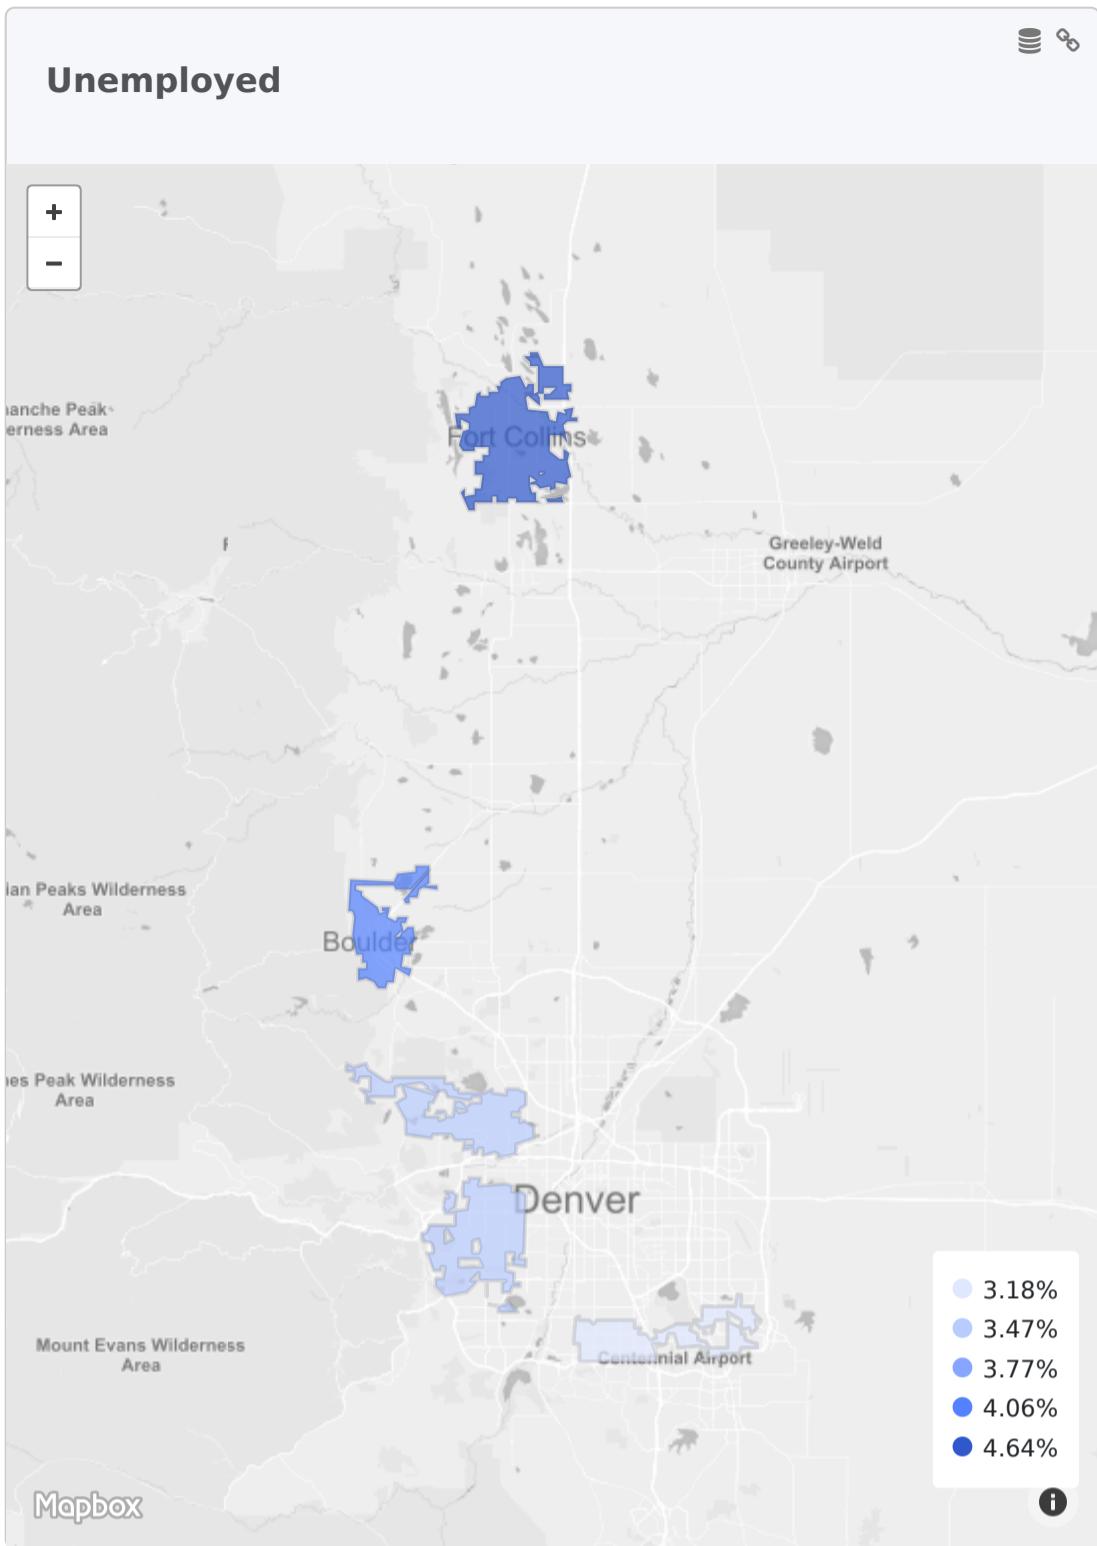 Unemployed
+
−
anche Peak
erness Area
Fort Collins
Greeley-Weld
County Airport
ian Peaks Wilderness
Area
Boulder
es Peak Wilderness
Area
Denver
Mount Evans Wilderness
Area
Centennial Airport
3.18%
3.47%
3.77%
4.06%
4.64%
Mapbox
i